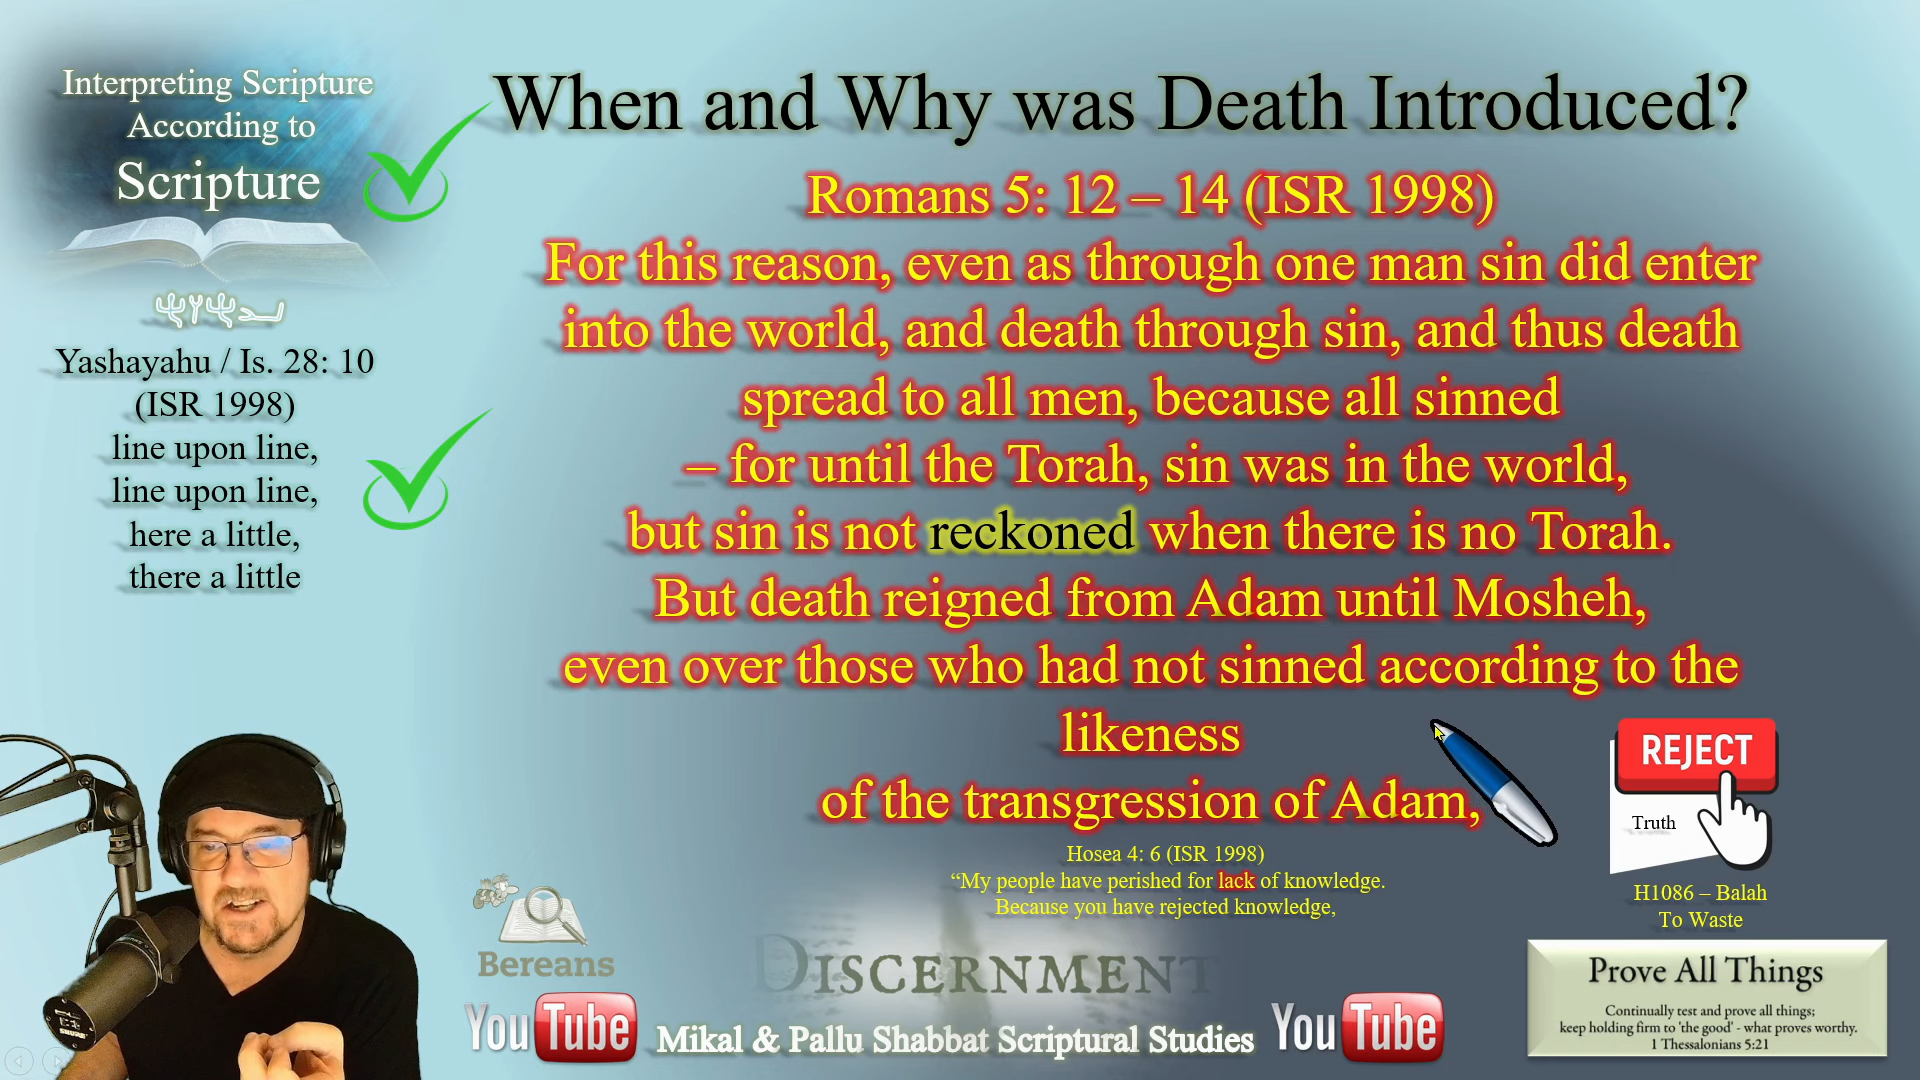 Interpreting Scripture
According to
Scripture
Yashayahu / Is. 28: 10
(ISR 1998)
line upon line,
line upon line,
here a little,
there a little
When and Why was Death Introduced?
Romans 5: 12 – 14 (ISR 1998)
For this reason, even as through one man sin did enter
into the world, and death through sin, and thus death
spread to all men, because all sinned
– for until the Torah, sin was in the world,
but sin is not reckoned when there is no Torah.
But death reigned from Adam until Mosheh,
even over those who had not sinned according to the
likeness
of the transgression of Adam,
Hosea 4: 6 (ISR 1998)
“My people have perished for lack of knowledge.
Because you have rejected knowledge,
REJECT
Truth
H1086 – Balah
To Waste
Bereans
DISCERNMENT
YouTube
Mikal & Pallu Shabbat Scriptural Studies
YouTube
Prove All Things
Continually test and prove all things;
keep holding firm to 'the good' - what proves worthy.
1 Thessalonians 5:21
SHURE